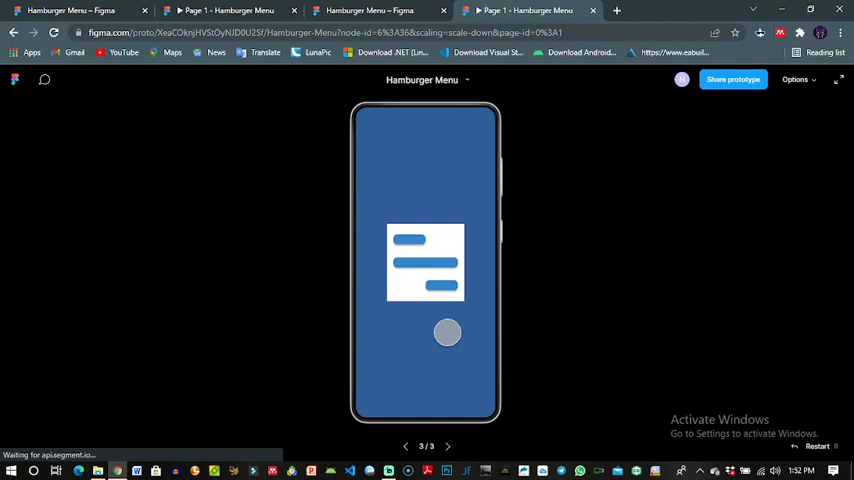 Hamburger Menu – Figma
Page 1 - Hamburger Menu
Hamburger Menu – Figma
Page 1 - Hamburger Menu
figma.com/proto/XeaCOknjHVStOyNJD0U2Sf/Hamburger-Menu?node-id=6%3A36&scaling=scale-down&page-id=0%3A1
Apps
Gmail
YouTube
Maps
News
Translate
LunaPic
Download .NET (Lin...
Download Visual Stu...
Download Android...
https://www.eabuil...
Reading list
Hamburger Menu
N
Share prototype
Options
3 / 3
Activate Windows
Go to Settings to activate Windows.
Restart R
Waiting for api.segment.io...
1:52 PM